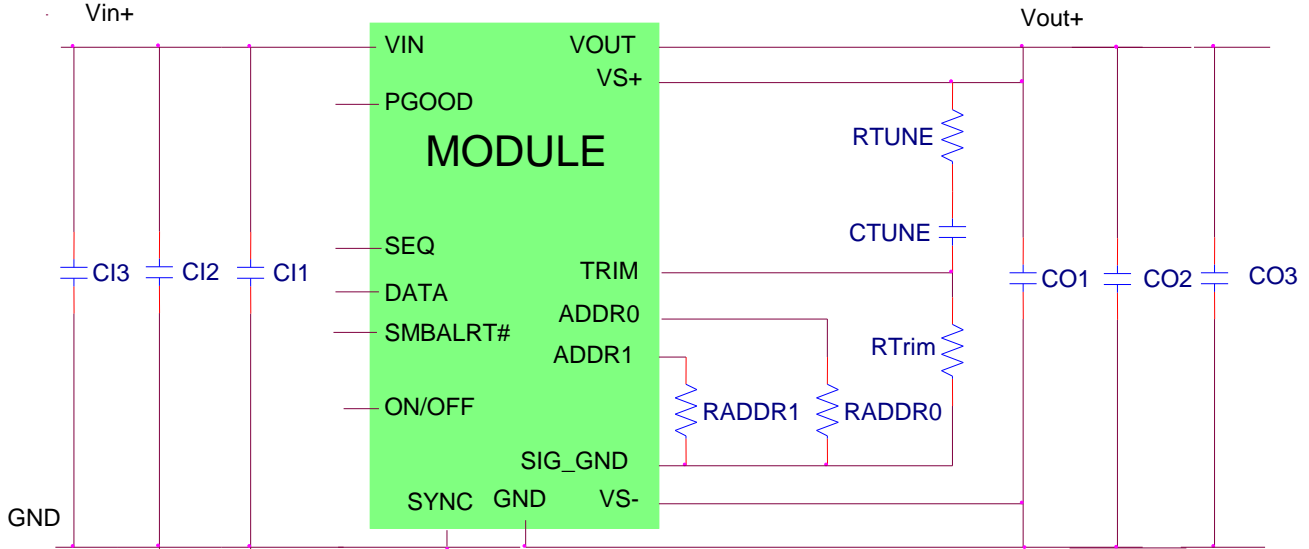 Vin+
Vout+
VIN
VOUT
VS+
PGOOD
MODULE
RTUNE
CTUNE
SEQ
TRIM
CI3
CI2
CI1
CO1
CO2
CO3
DATA
ADDR0
SMBALRT#
RTrim
ADDR1
ON/OFF
RADDR1
RADDR0
SIG_GND
SYNC
GND
VS-
GND